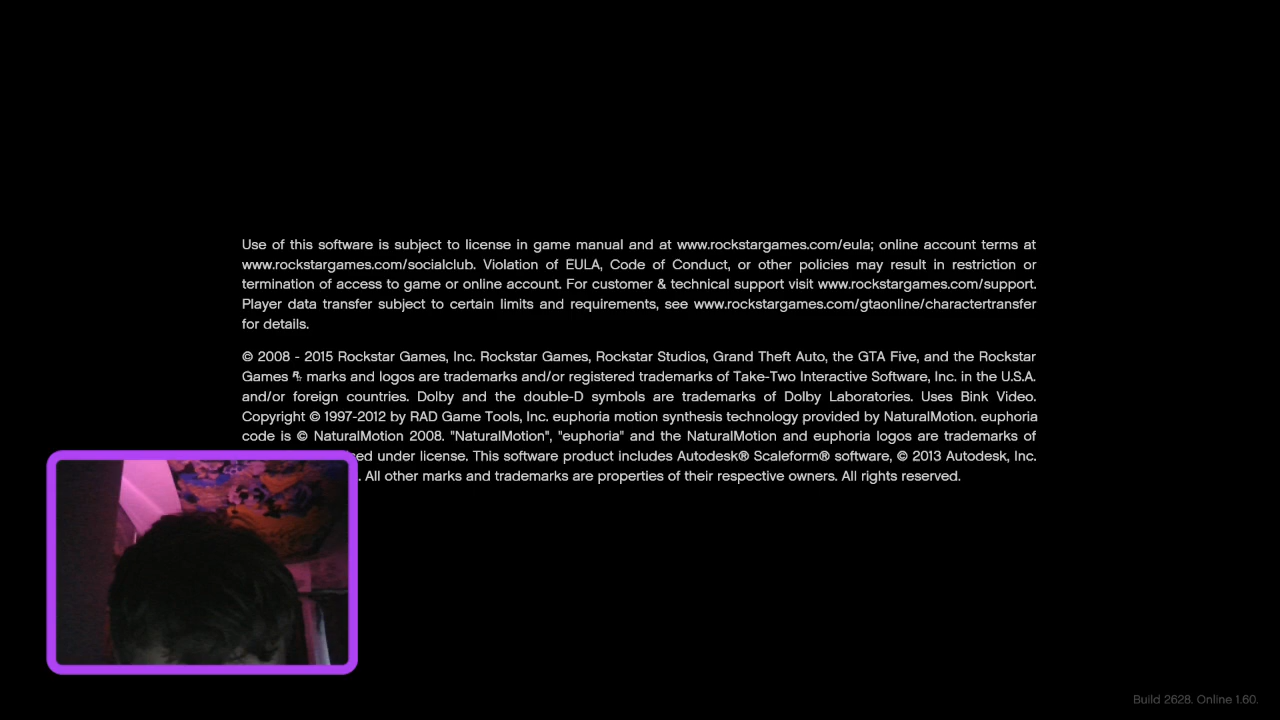 Use of this software is subject to license in game manual and at www.rockstargames.com/eula; online account terms at
www.rockstargames.com/socialclub. Violation of EULA, Code of Conduct, or other policies may result in restriction or
termination of access to game or online account. For customer & technical support visit www.rockstargames.com/support.
Player data transfer subject to certain limits and requirements, see www.rockstargames.com/gtaonline/charactertransfer
for details.
© 2008 - 2015 Rockstar Games, Inc. Rockstar Games, Rockstar Studios, Grand Theft Auto, the GTA Five, and the Rockstar
Games R* marks and logos are trademarks and/or registered trademarks of Take-Two Interactive Software, Inc. in the U.S.A.
and/or foreign countries. Dolby and the double-D symbols are trademarks of Dolby Laboratories. Uses Bink Video.
Copyright © 1997-2012 by RAD Game Tools, Inc. euphoria motion synthesis technology provided by NaturalMotion. euphoria
code is © NaturalMotion 2008. "NaturalMotion", "euphoria" and the NaturalMotion and euphoria logos are trademarks of
under license. This software product includes Autodesk® Scaleform® software, © 2013 Autodesk, Inc.
. All other marks and trademarks are properties of their respective owners. All rights reserved.
Build 2628. Online 1.60.